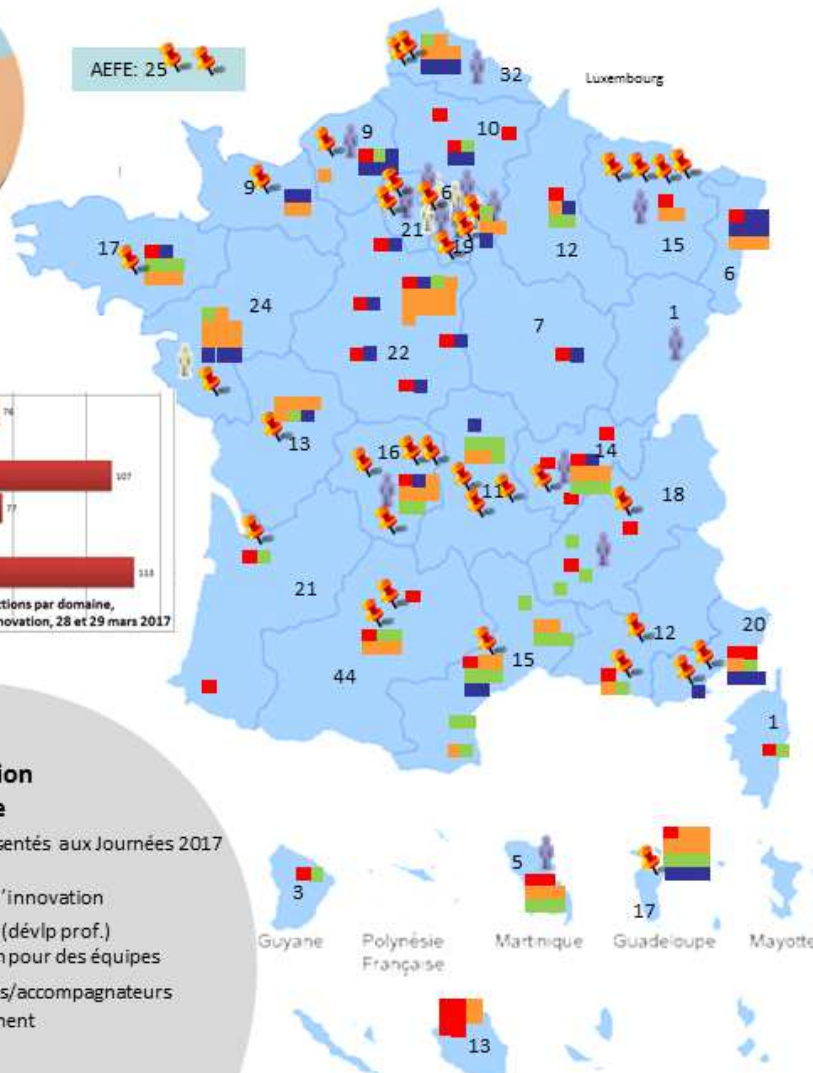 AEFE: 25
32
Luxembourg
9
10
9
6
21
19
12
15
6
17
24
7
1
22
76
107
77
113
ctions par domaine,
novation, 28 et 29 mars 2017
13
16
11
14
18
21
12
20
15
44
1
ion
e
sentés aux Journées 2017
l’innovation
(dévlp prof.)
n pour des équipes
s/accompagnateurs
nent
3
5
17
Guyane
Polynésie
Française
Martinique
Guadeloupe
Mayotte
13